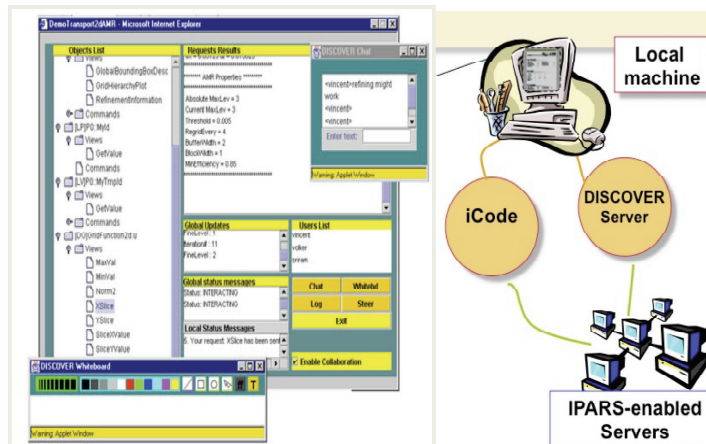 DemoTransport2dAMR - Microsoft Internet Explorer
Objects List
Views
GlobalBoundingBoxDesc
GridHierarchyPlot
RefinementInformation
Commands
[LF]P0::MyId
Views
GetValue
Commands
[LV]P0::MyTmpId
Views
GetValue
Commands
[DO]GridFunction2d:u
Views
MaxVal
MinVal
Norm2
XSlice
YSlice
SliceXValue
SliceYValue
Requests Results
******** AMR Properties ********
Absolute MaxLev = 3
Current MaxLev = 3
Threshold = 0.005
RegridEvery = 4
BufferWidth = 2
BlockWidth = 1
MinEfficiency = 0.85
Global Updates
FineLevel : 1
Iteration# : 11
FineLevel : 2
Global status messages
Status: INTERACTING
Status: INTERACTING
Local Status Messages
5. Your request: XSlice has been sent
Users List
vincent
volker
sriram
Chat
Whitebd
Log
Steer
Exit
Enable Collaboration
DISCOVER Chat
<vincent>refining might
work
<vincent>
<vincent>
Enter text:
Warning: Applet Window
DISCOVER Whiteboard
T
Warning: Applet Window
Local
machine
iCode
DISCOVER
Server
IPARS-enabled
Servers